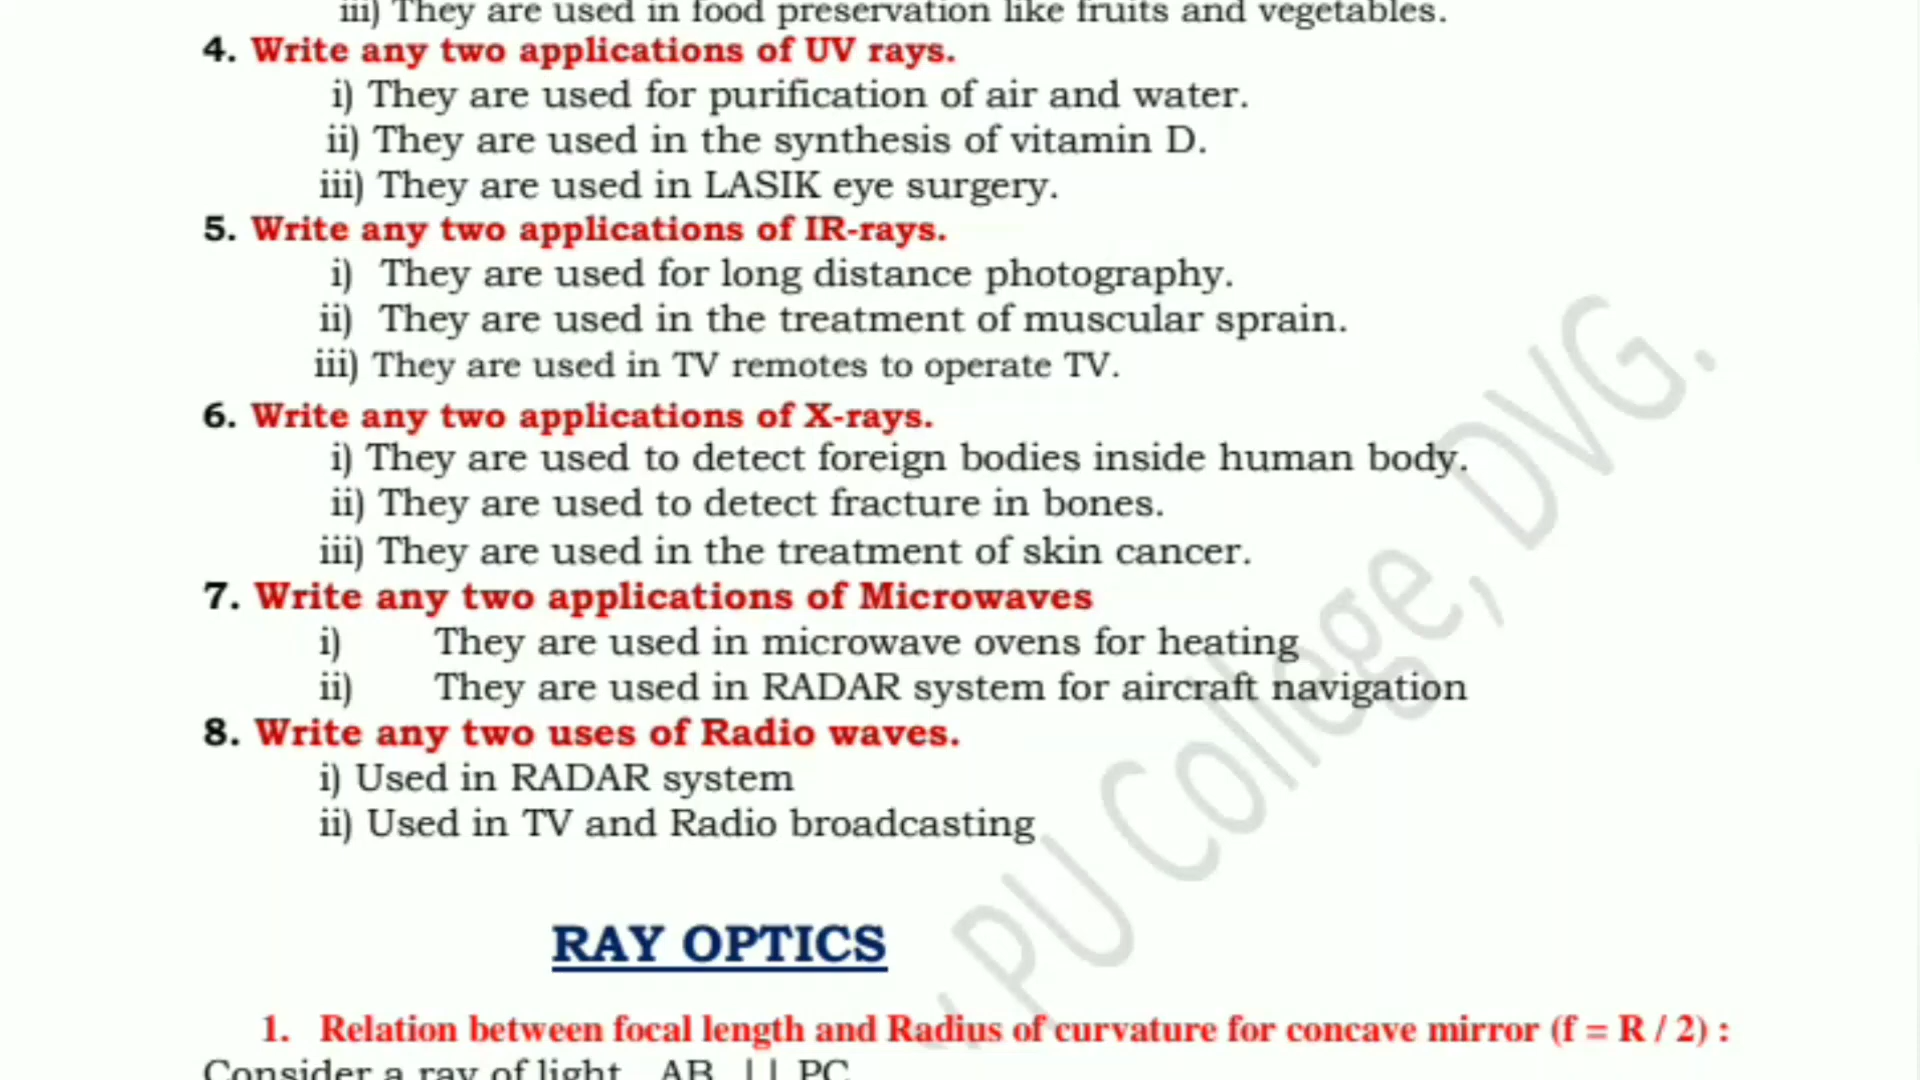 iii) They are used in food preservation like fruits and vegetables.
4. Write any two applications of UV rays.
i) They are used for purification of air and water.
ii) They are used in the synthesis of vitamin D.
iii) They are used in LASIK eye surgery.
5. Write any two applications of IR-rays.
i) They are used for long distance photography.
ii) They are used in the treatment of muscular sprain.
iii) They are used in TV remotes to operate TV.
6. Write any two applications of X-rays.
i) They are used to detect foreign bodies inside human body.
ii) They are used to detect fracture in bones.
iii) They are used in the treatment of skin cancer.
7. Write any two applications of Microwaves
i) They are used in microwave ovens for heating
ii) They are used in RADAR system for aircraft navigation
8. Write any two uses of Radio waves.
i) Used in RADAR system
ii) Used in TV and Radio broadcasting
PU College, DVG.
RAY OPTICS
1. Relation between focal length and Radius of curvature for concave mirror (f = R / 2) :
Consider a ray of light AB || PC